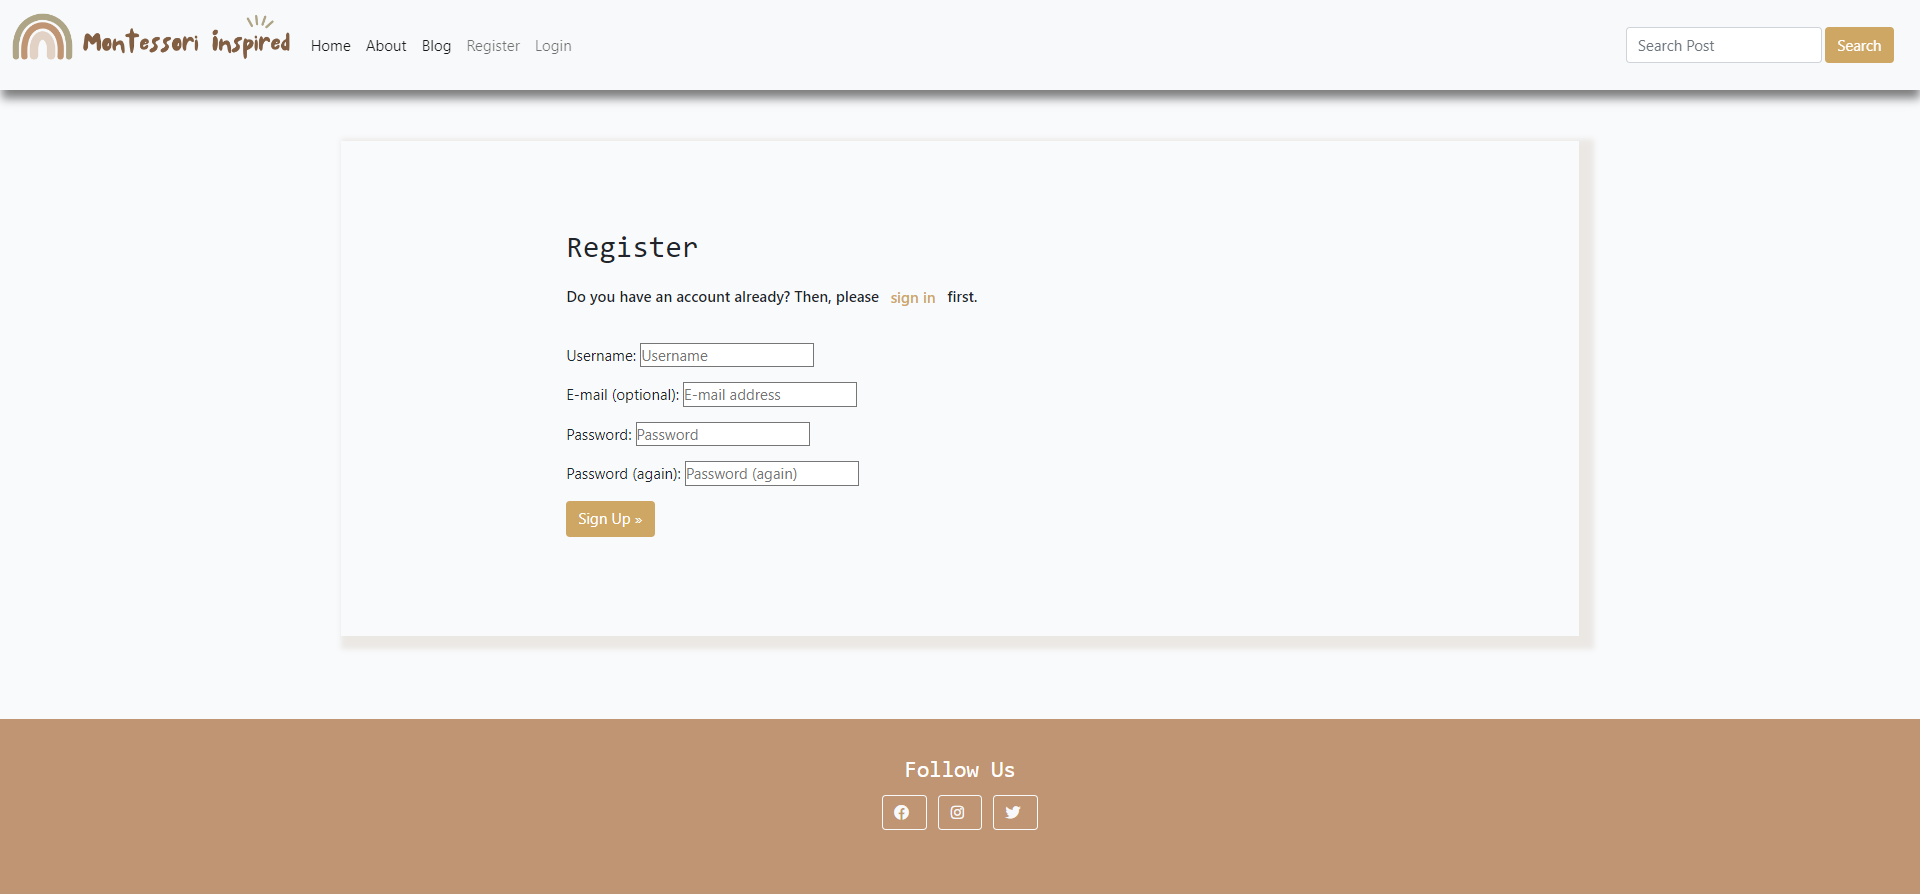 Montessori inspired Home About Blog Register Login Search Post Search
Register
Do you have an account already? Then, please sign in first.
Username: Username
E-mail (optional): E-mail address
Password: Password
Password (again): Password (again)
Sign Up »
Follow Us